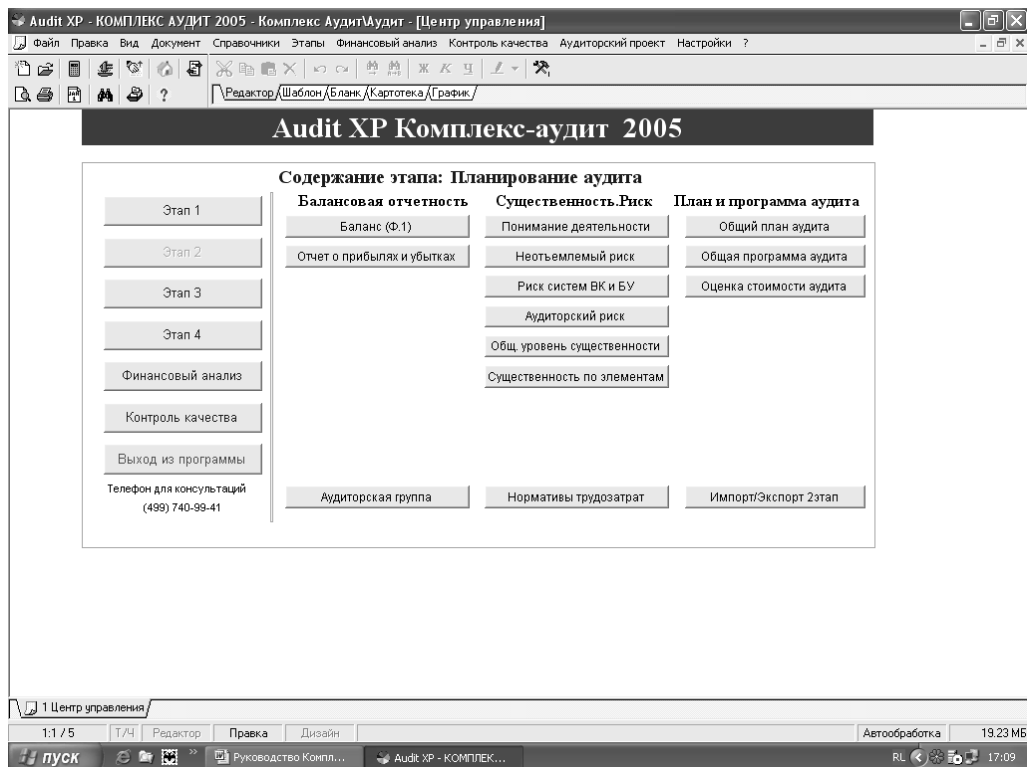 Audit XP - КОМПЛЕКС АУДИТ 2005 - Комплекс Аудит\Аудит - [Центр управления]
Файл Правка Вид Документ Справочники Этапы Финансовый анализ Контроль качества Аудиторский проект Настройки ?
Ж К Ч
Редактор Шаблон Бланк Картотека График
Audit XP Комплекс-аудит 2005
Содержание этапа: Планирование аудита
Балансовая отчетность Существенность.Риск План и программа аудита
Этап 1 Баланс (Ф.1) Понимание деятельности Общий план аудита
Этап 2 Отчет о прибылях и убытках Неотъемлемый риск Общая программа аудита
Этап 3 Риск систем ВК и БУ Оценка стоимости аудита
Аудиторский риск
Этап 4 Общ. уровень существенности
Финансовый анализ Существенность по элементам
Контроль качества
Выход из программы
Телефон для консультаций
(499) 740-99-41
Аудиторская группа Нормативы трудозатрат Импорт/Экспорт 2этап
1 Центр управления
1:1 / 5 Т/Ч Редактор Правка Дизайн Автообработка 19.23 МБ
пуск Руководство Компл... Audit XP - КОМПЛЕК... RL 17:09